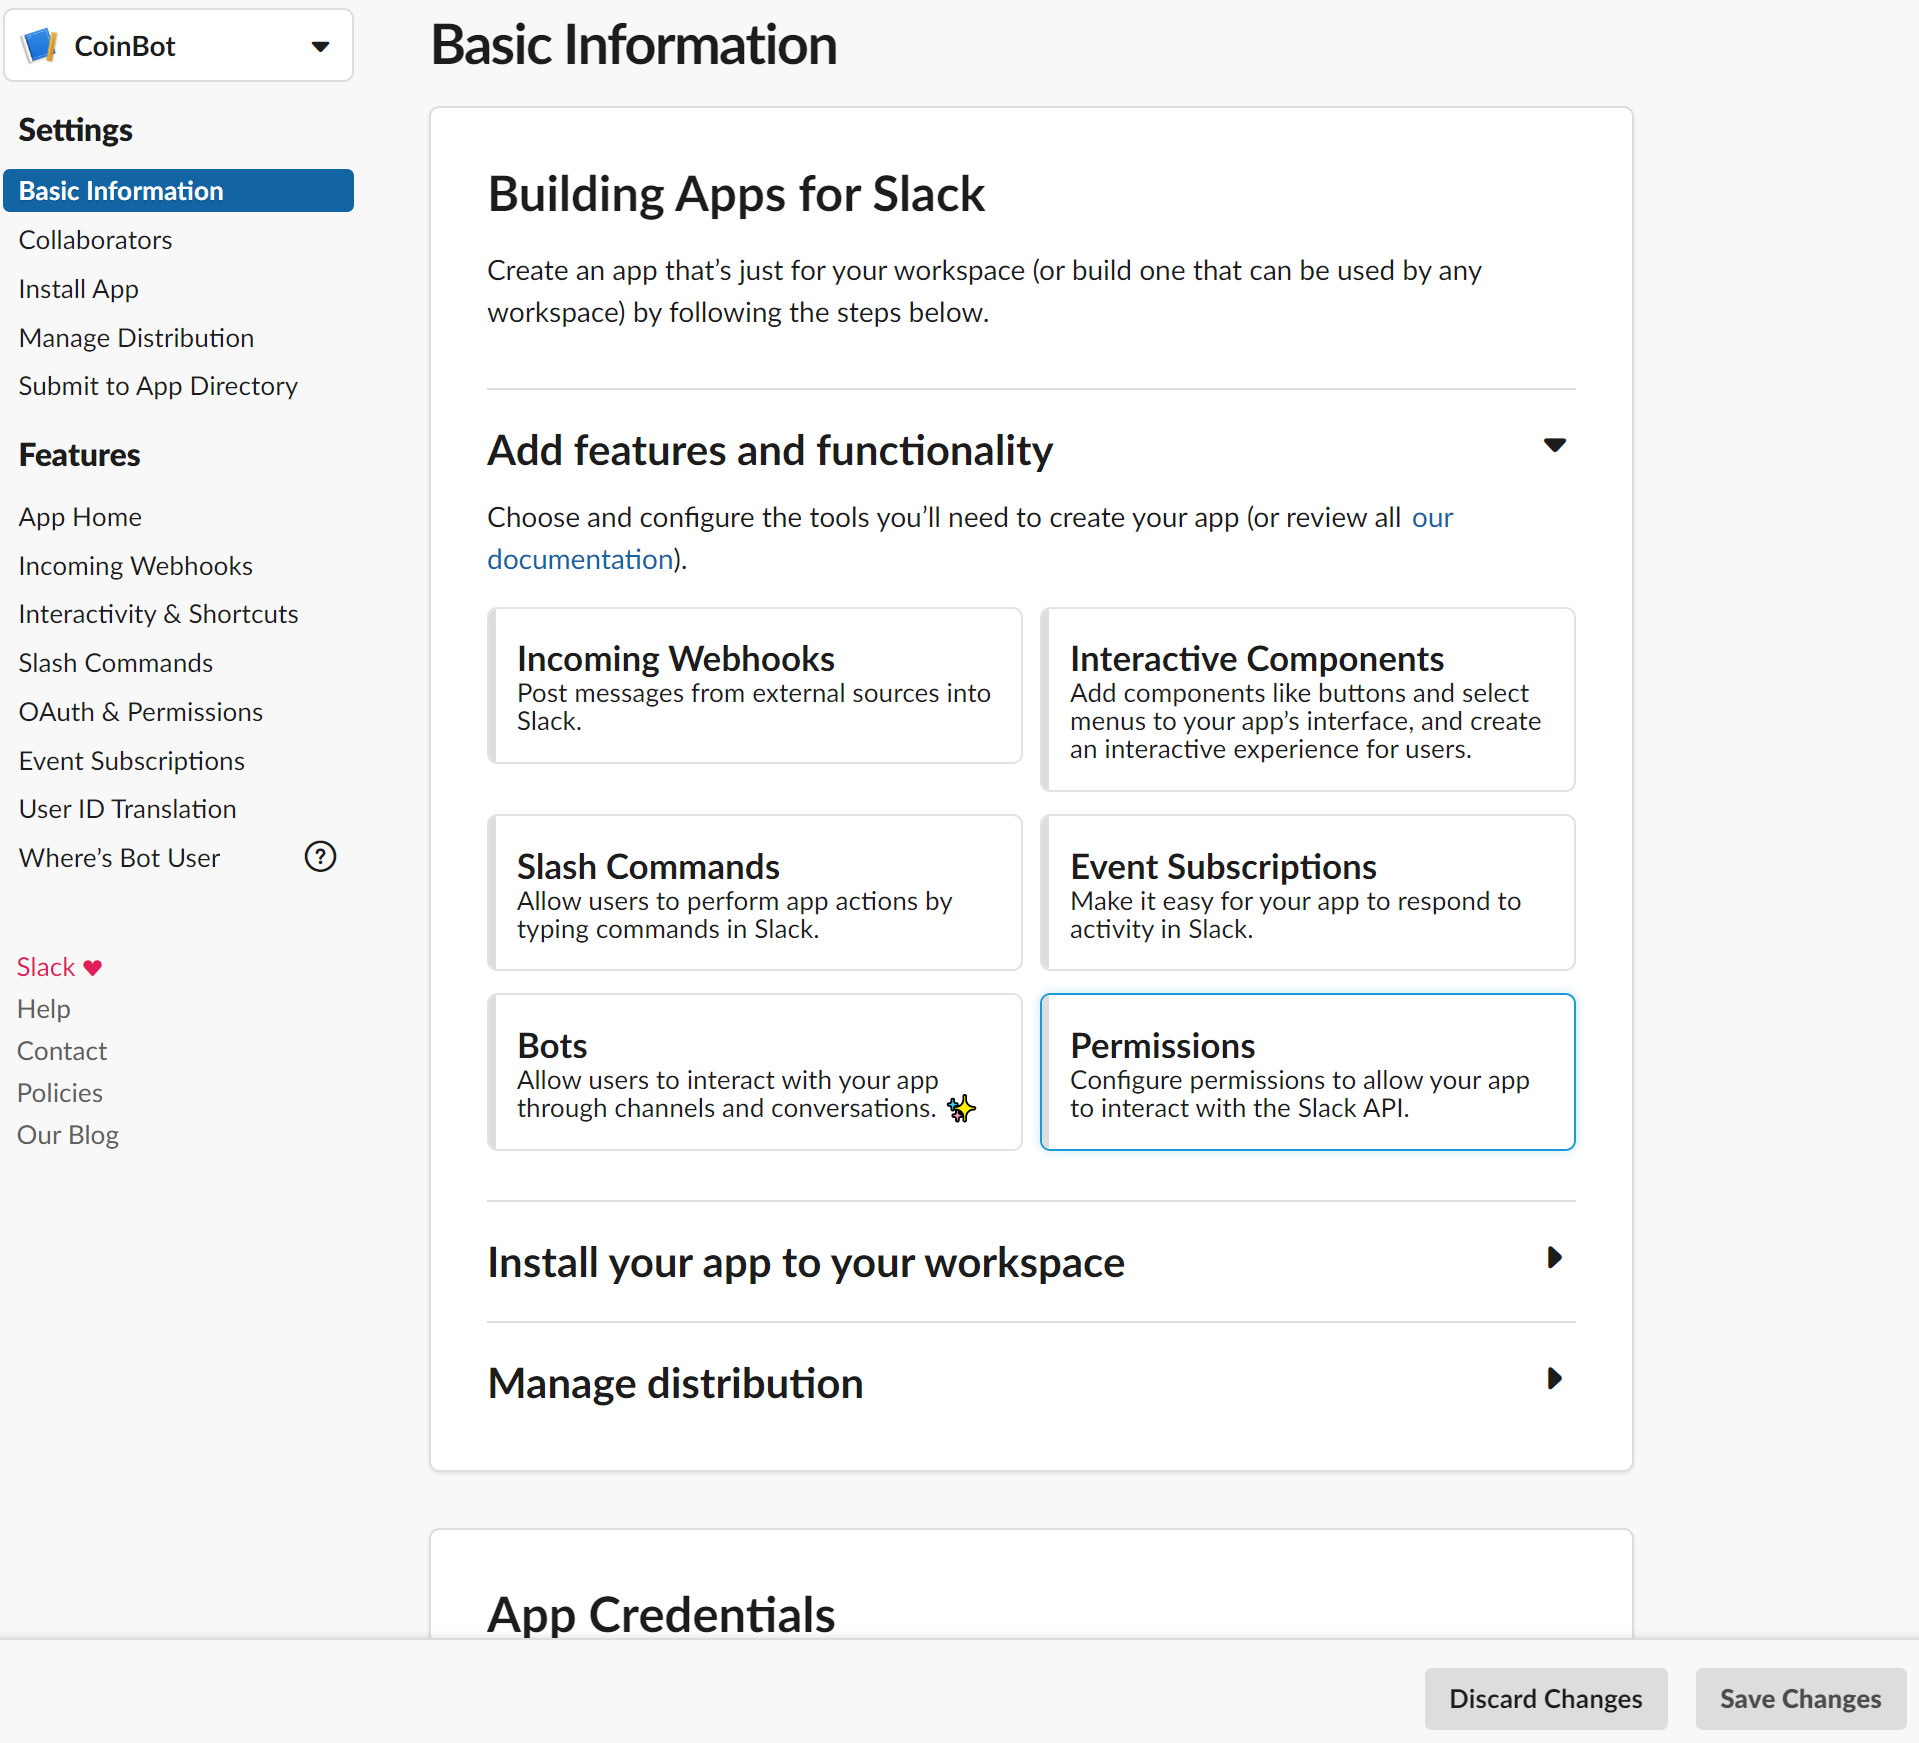 CoinBot
Settings
Basic Information
Collaborators
Install App
Manage Distribution
Submit to App Directory
Features
App Home
Incoming Webhooks
Interactivity & Shortcuts
Slash Commands
OAuth & Permissions
Event Subscriptions
User ID Translation
Where’s Bot User
?
Slack ♥
Help
Contact
Policies
Our Blog
Basic Information
Building Apps for Slack
Create an app that’s just for your workspace (or build one that can be used by any
workspace) by following the steps below.
Add features and functionality
Choose and configure the tools you’ll need to create your app (or review all our
documentation).
Incoming Webhooks
Post messages from external sources into
Slack.
Interactive Components
Add components like buttons and select
menus to your app’s interface, and create
an interactive experience for users.
Slash Commands
Allow users to perform app actions by
typing commands in Slack.
Event Subscriptions
Make it easy for your app to respond to
activity in Slack.
Bots
Allow users to interact with your app
through channels and conversations. ✨
Permissions
Configure permissions to allow your app
to interact with the Slack API.
Install your app to your workspace
Manage distribution
App Credentials
Discard Changes
Save Changes